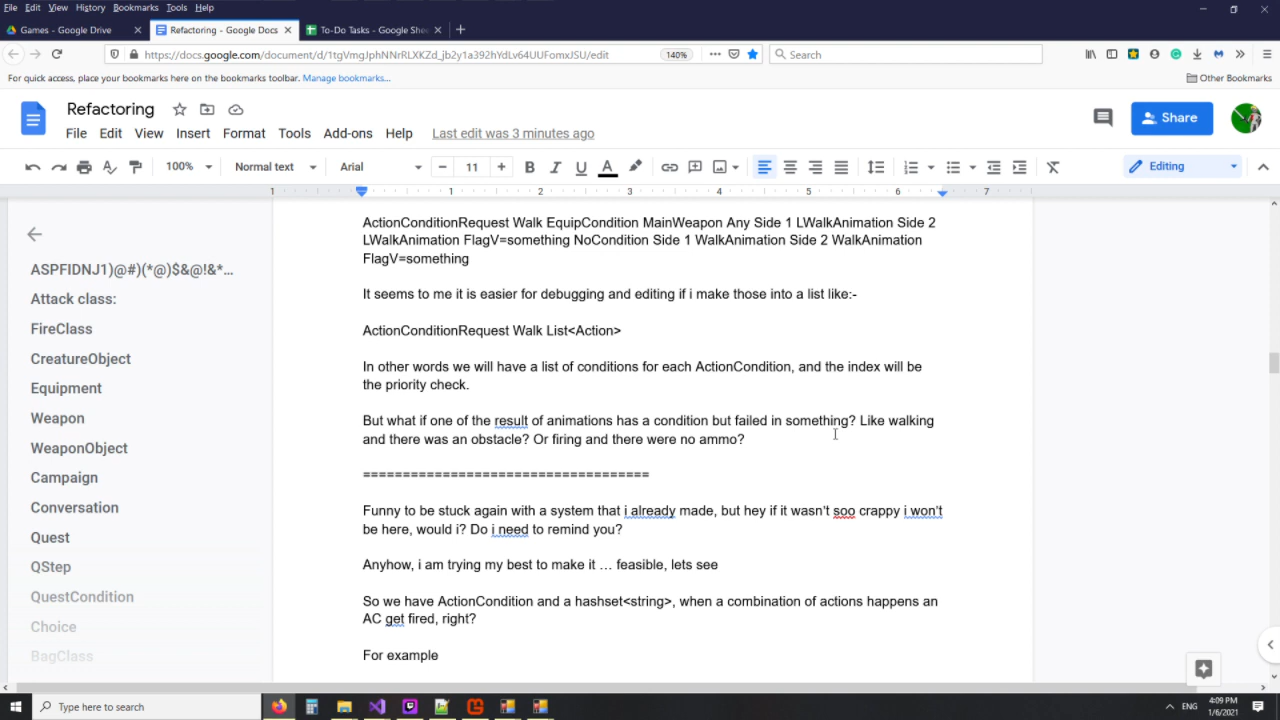 File Edit View History Bookmarks Tools Help
Games - Google Drive
Refactoring - Google Docs
To-Do Tasks - Google She
https://docs.google.com/document/d/1tgVmgJphNNrRLXKZd_jb2y1a392hYdLv64UUFomxJSU/edit
140%
Search
For quick access, place your bookmarks here on the bookmarks toolbar. Manage bookmarks...
Other Bookmarks
Refactoring
File Edit View Insert Format Tools Add-ons Help
Last edit was 3 minutes ago
Share
100% Normal text Arial 11 Editing
1 1 2 3 4 5 6 7
ASPFIDNJ1)@#)(*@)$&@!&*...
Attack class:
FireClass
CreatureObject
Equipment
Weapon
WeaponObject
Campaign
Conversation
Quest
QStep
QuestCondition
Choice
BagClass
ActionConditionRequest Walk EquipCondition MainWeapon Any Side 1 LWalkAnimation Side 2
LWalkAnimation FlagV=something NoCondition Side 1 WalkAnimation Side 2 WalkAnimation
FlagV=something
It seems to me it is easier for debugging and editing if i make those into a list like:-
ActionConditionRequest Walk List<Action>
In other words we will have a list of conditions for each ActionCondition, and the index will be
the priority check.
But what if one of the result of animations has a condition but failed in something? Like walking
and there was an obstacle? Or firing and there were no ammo?
===================================
Funny to be stuck again with a system that i already made, but hey if it wasn't soo crappy i won't
be here, would i? Do i need to remind you?
Anyhow, i am trying my best to make it … feasible, lets see
So we have ActionCondition and a hashset<string>, when a combination of actions happens an
AC get fired, right?
For example
Type here to search
ENG
4:09 PM
1/6/2021